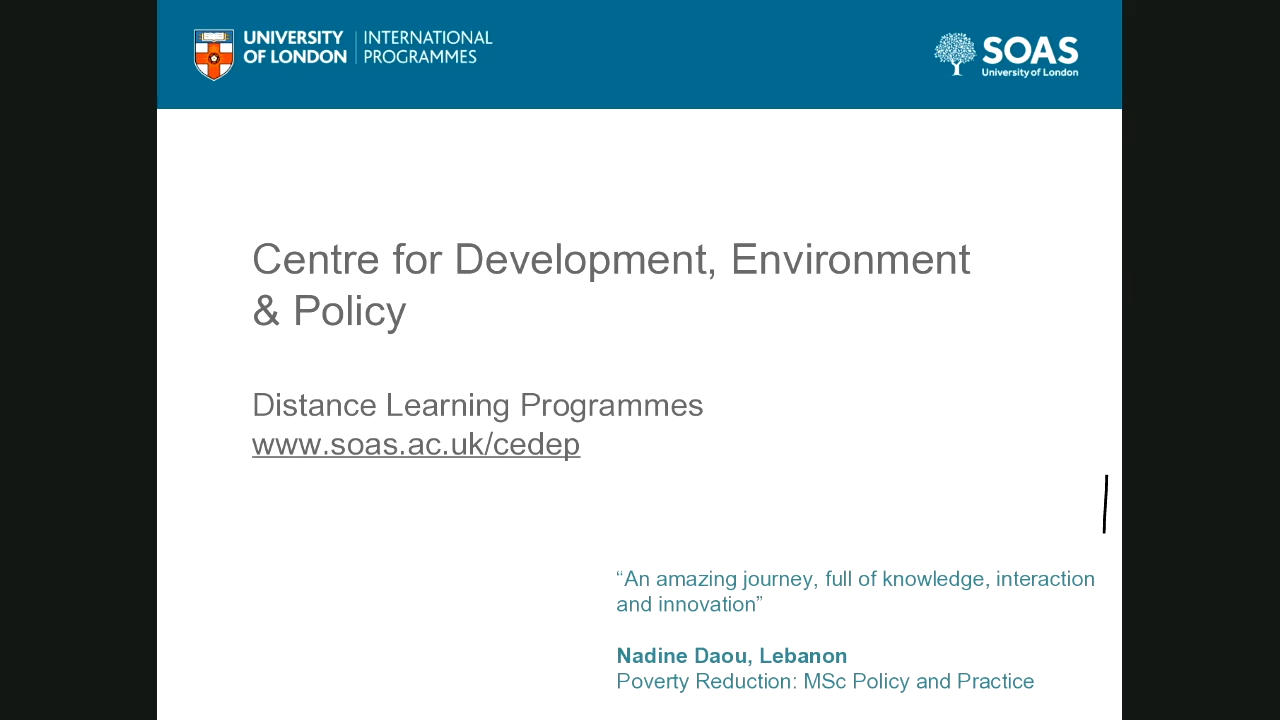 UNIVERSITY OF LONDON
INTERNATIONAL PROGRAMMES
SOAS
University of London
Centre for Development, Environment
& Policy
Distance Learning Programmes
www.soas.ac.uk/cedep
“An amazing journey, full of knowledge, interaction
and innovation”
Nadine Daou, Lebanon
Poverty Reduction: MSc Policy and Practice